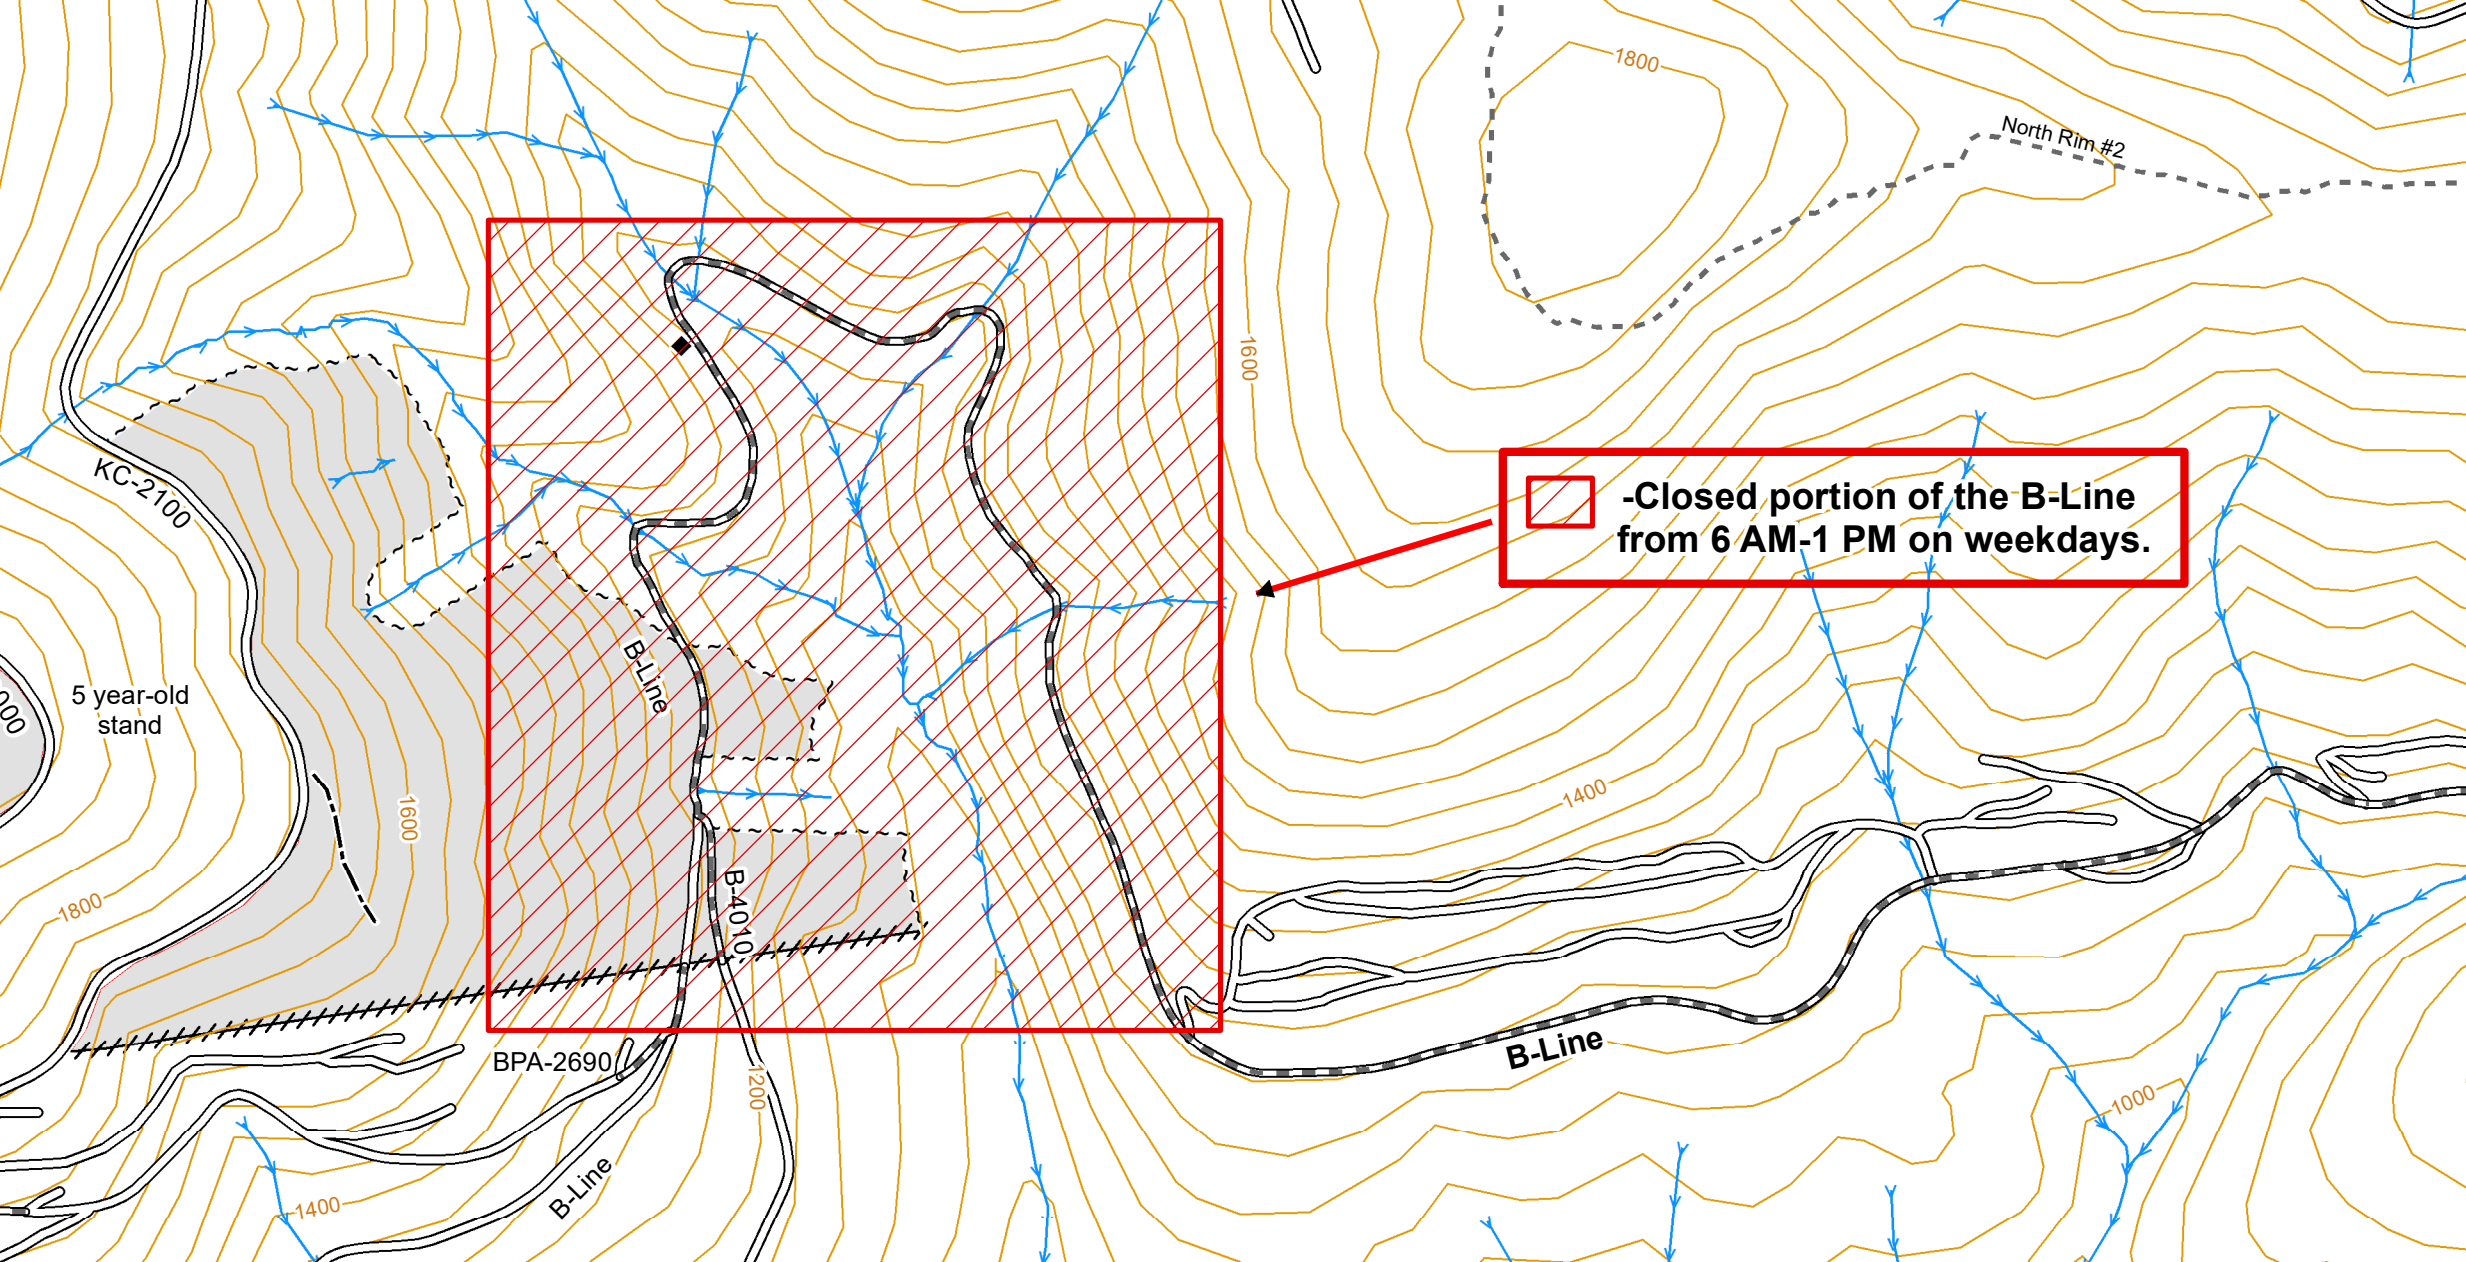 1800
North Rim #2
1600
KC-2100
-Closed portion of the B-Line
from 6 AM-1 PM on weekdays.
B-Line
5 year-old
stand
000
1600
1400
1800
B-4010
B-Line
BPA-2690
1200
1000
B-Line
1400